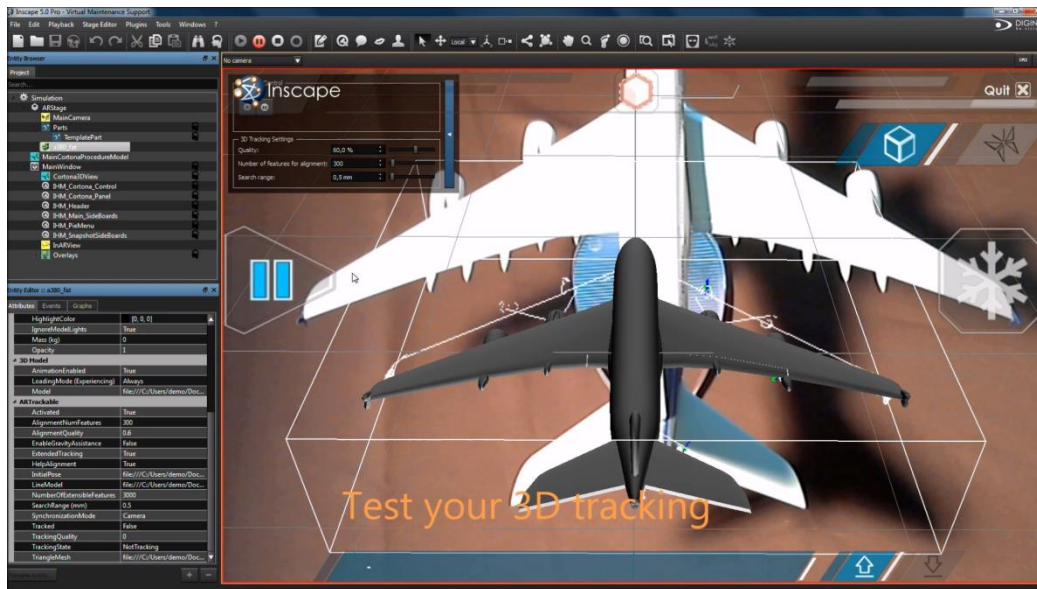 Inscape 5.0 Pro - Virtual Maintenance Support
File Edit Playback Stage Editor Plugins Tools Windows ?
DIGIN
Local
Entity Browser
No camera
Project
Search...
Simulation
ARStage
MainCamera
Parts
TemplatePart
a380_fat
MainCortonaProcedureModel
MainWindow
Cortona3DView
IHM_Cortona_Control
IHM_Cortona_Panel
IHM_Header
IHM_Main_SideBoards
IHM_PieMenu
IHM_SnapshotSideBoards
InARView
Overlays
Control
Inscape
3D Tracking Settings
Quality: 60,0 %
Number of features for alignment: 300
Search range: 0,5 mm
Quit
Entity Editor :: a380_fat
Attributes Events Graphs
HighlightColor [0, 0, 0]
IgnoreModelLights True
Mass (kg) 0
Opacity 1
3D Model
AnimationEnabled True
LoadingMode (Experiencing) Always
Model file:///C:/Users/demo/Doc...
ARTrackable
Activated True
AlignmentNumFeatures 300
AlignmentQuality 0.6
EnableGravityAssistance False
ExtendedTracking True
HelpAlignment True
InitialPose file:///C:/Users/demo/Doc...
LineModel file:///C:/Users/demo/Doc...
NumberOfExtensibleFeatures 3000
SearchRange (mm) 0.5
SynchronizationMode Camera
Tracked False
TrackingQuality 0
TrackingState NotTracking
TriangleMesh file:///C:/Users/demo/Doc...
Test your 3D tracking